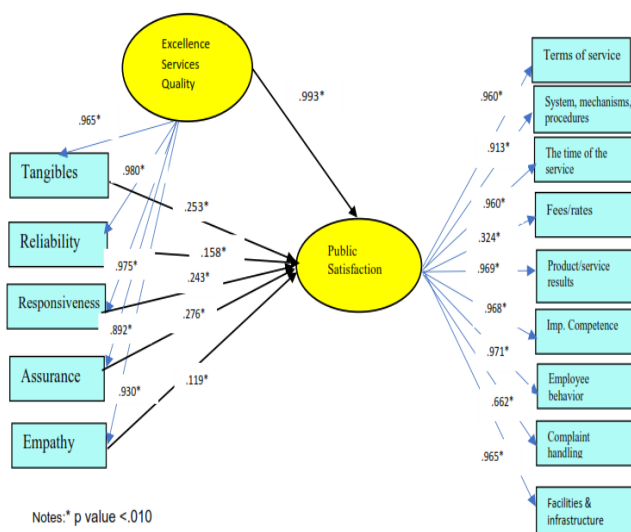 Excellence
Services
Quality
.993*
.965*
Tangibles
.980*
.253*
Reliability
.158*
.975*
Responsiveness
.243*
.892*
.276*
Assurance
.119*
.930*
Empathy
Public
Satisfaction
Terms of service
.960*
System, mechanisms,
procedures
.913*
The time of the
service
.960*
Fees/rates
.324*
.969*
Product/service
results
.968*
Imp. Competence
.971*
Employee
behavior
.662*
Complaint
handling
.965*
Facilities &
infrastructure
Notes:* p value <.010